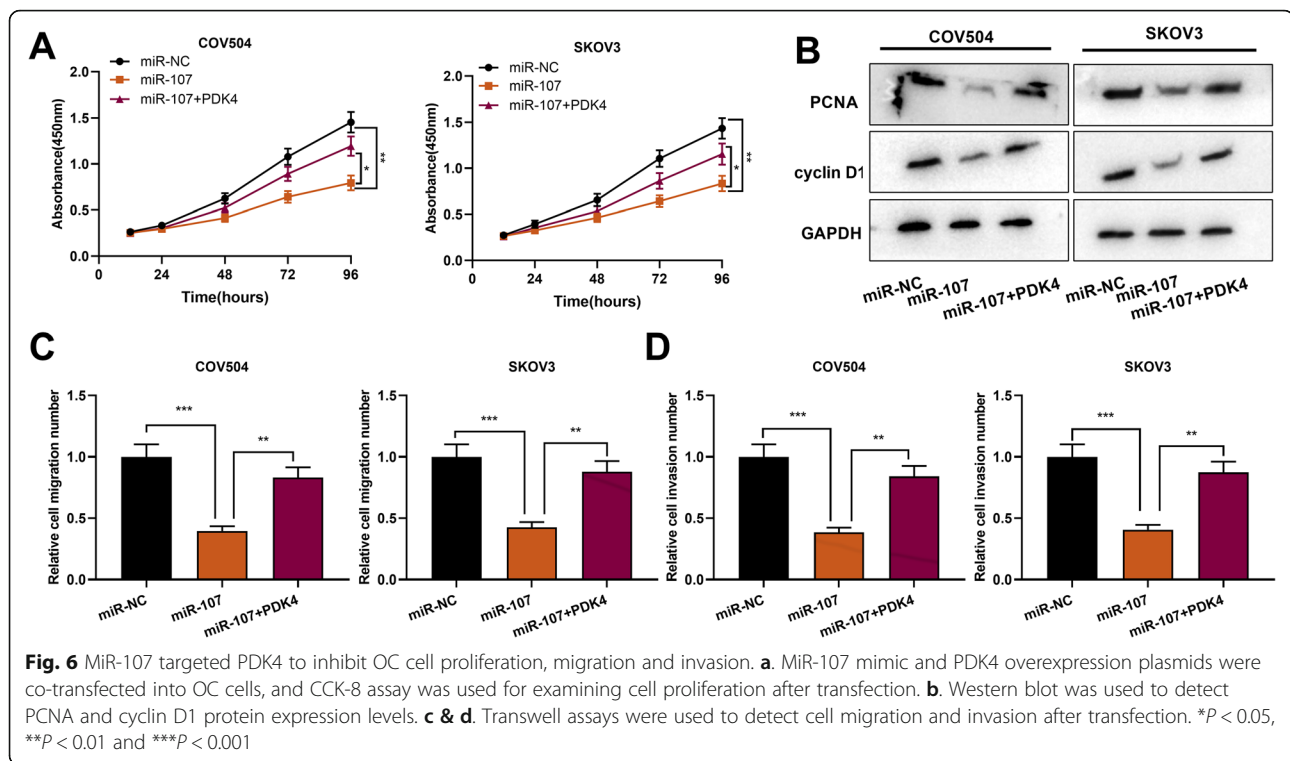 A
COV504
miR-NC
miR-107
miR-107+PDK4
Absorbance(450nm)
2.0
1.5
1.0
0.5
0.0
0 24 48 72 96
Time(hours)
*
**
SKOV3
miR-NC
miR-107
miR-107+PDK4
Absorbance(450nm)
2.0
1.5
1.0
0.5
0.0
0 24 48 72 96
Time(hours)
*
**
B
COV504 SKOV3
PCNA
cyclin D1
GAPDH
miR-NC miR-107 miR-107+PDK4 miR-NC miR-107 miR-107+PDK4
C
COV504
Relative cell migration number
1.5
1.0
0.5
0.0
***
**
miR-NC miR-107 miR-107+PDK4
SKOV3
Relative cell migration number
1.5
1.0
0.5
0.0
***
**
miR-NC miR-107 miR-107+PDK4
D
COV504
Relative cell invasion number
1.5
1.0
0.5
0.0
***
**
miR-NC miR-107 miR-107+PDK4
SKOV3
Relative cell invasion number
1.5
1.0
0.5
0.0
***
**
miR-NC miR-107 miR-107+PDK4
Fig. 6 MiR-107 targeted PDK4 to inhibit OC cell proliferation, migration and invasion. a. MiR-107 mimic and PDK4 overexpression plasmids were
co-transfected into OC cells, and CCK-8 assay was used for examining cell proliferation after transfection. b. Western blot was used to detect
PCNA and cyclin D1 protein expression levels. c & d. Transwell assays were used to detect cell migration and invasion after transfection. *P < 0.05,
**P < 0.01 and ***P < 0.001